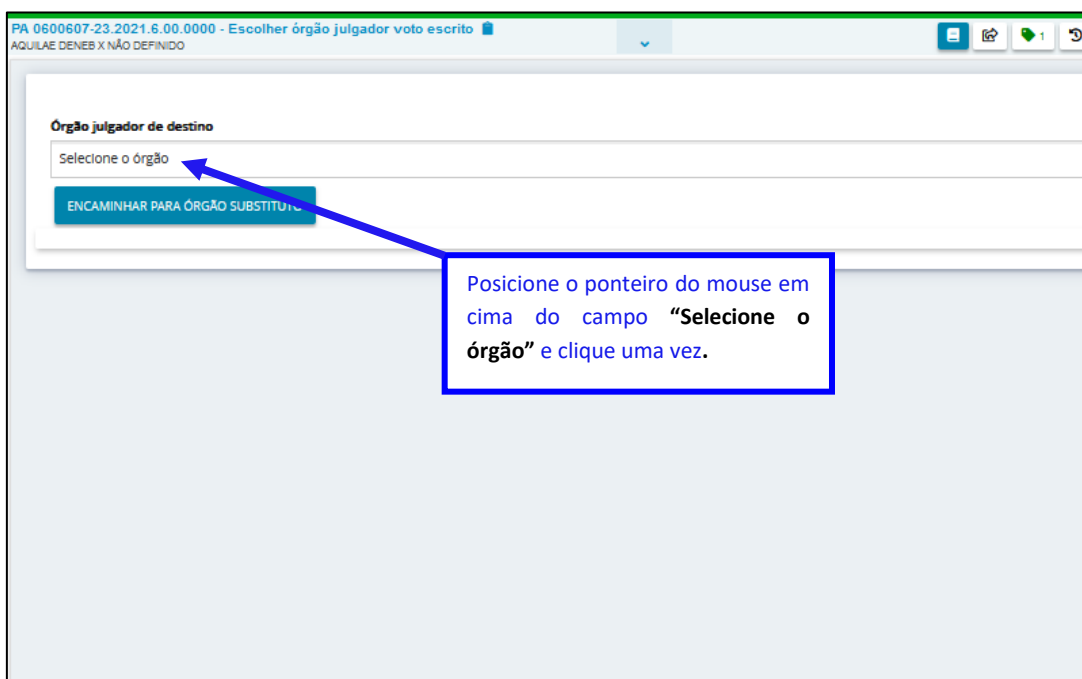 PA 0600607-23.2021.6.00.0000 - Escolher órgão julgador voto escrito
AQUILAE DENEB X NÃO DEFINIDO
1
Órgão julgador de destino
Selecione o órgão
ENCAMINHAR PARA ÓRGÃO SUBSTITUTO
Posicione o ponteiro do mouse em
cima do campo “Selecione o
órgão” e clique uma vez.